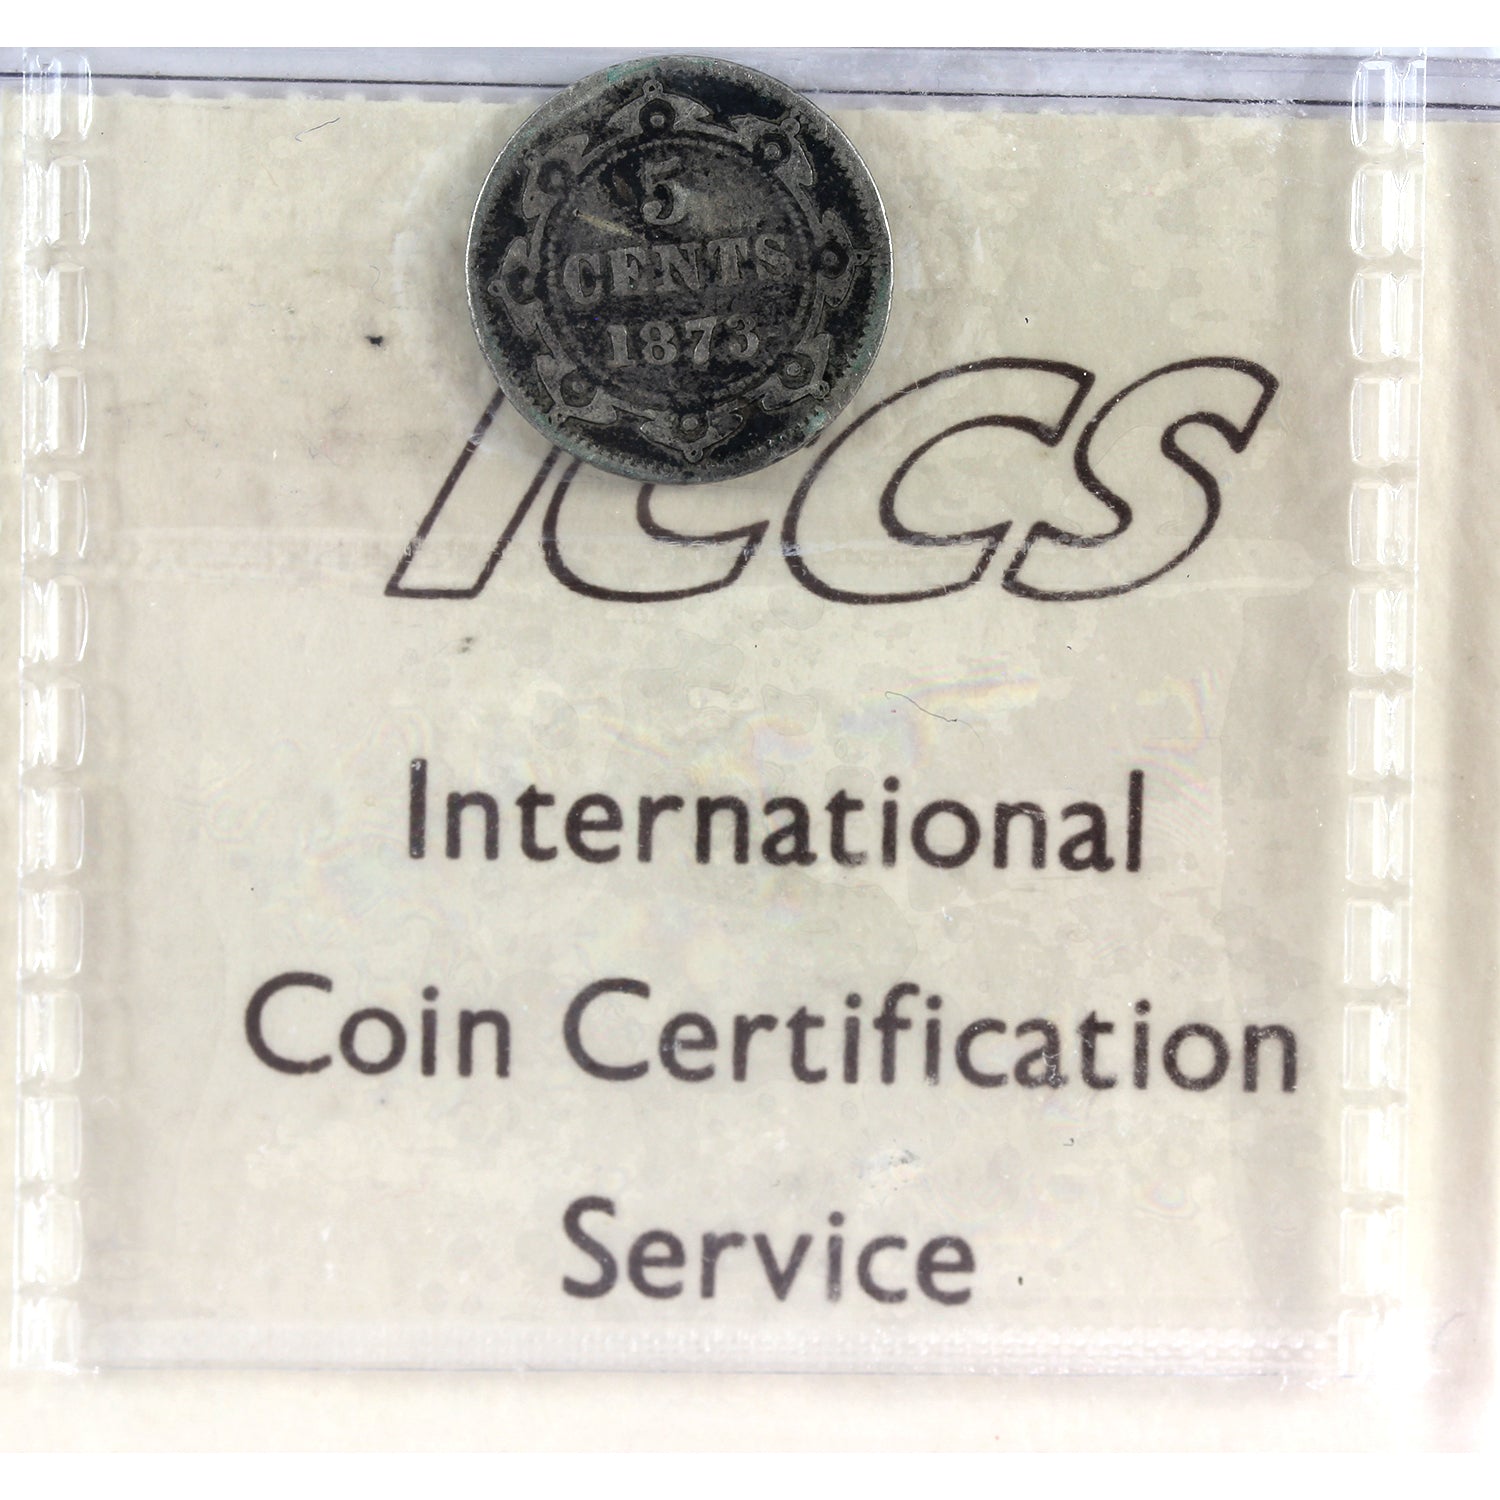 5
CENTS
1873
ICCS
International
Coin Certification
Service